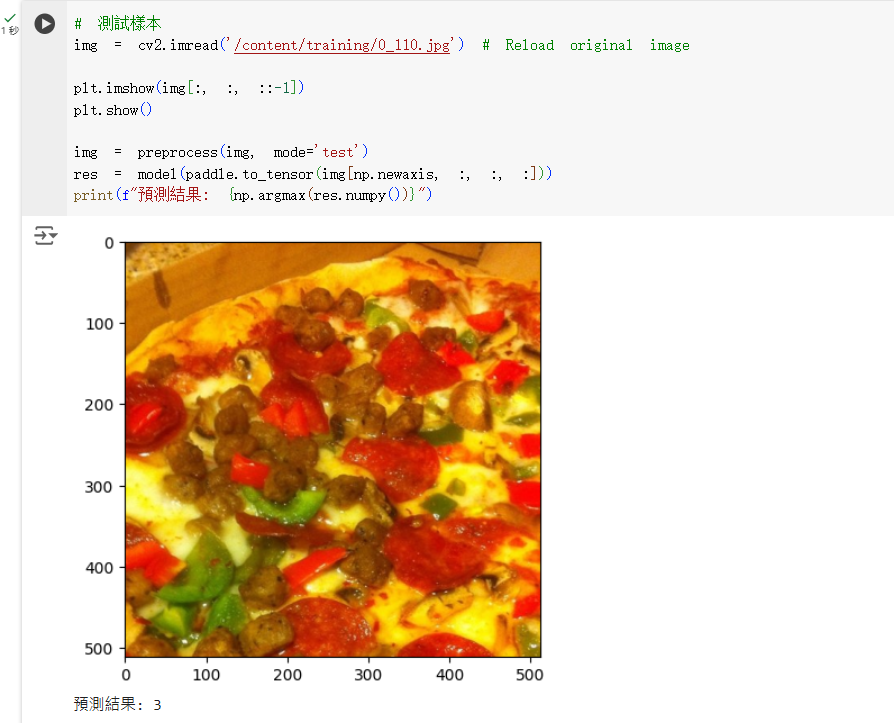 1 秒
# 測試樣本
img = cv2.imread('/content/training/0_110.jpg') # Reload original image
plt.imshow(img[:, :, ::-1])
plt.show()
img = preprocess(img, mode='test')
res = model(paddle.to_tensor(img[np.newaxis, :, :, :]))
print(f"預測結果: {np.argmax(res.numpy())}")
0
100
200
300
400
500
0 100 200 300 400 500
預測結果: 3